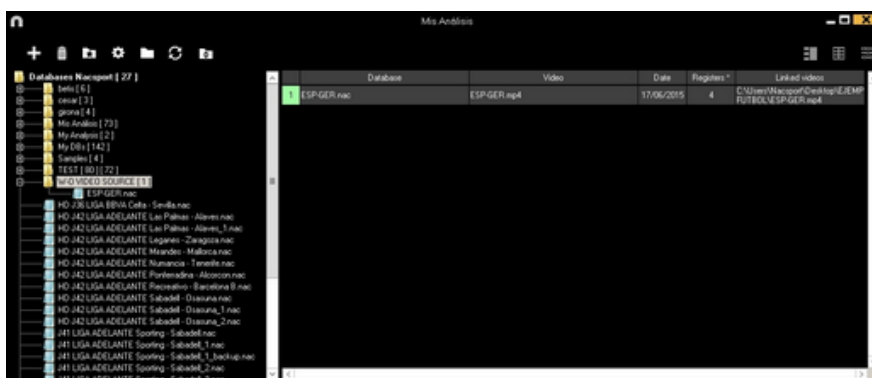 Mis Análisis
Databases Nacsport [ 27 ]
betis [ 6 ]
cesar [ 3 ]
girona [ 4 ]
Mis Análisis [ 73 ]
My Analysis [ 2 ]
My DBs [ 142 ]
Samples [ 4 ]
TEST [ 80 ] [ 72 ]
W-O VIDEO SOURCE [ 1 ]
ESP-GER.nac
HD J36 LIGA BBVA Celta - Sevilla.nac
HD J42 LIGA ADELANTE Las Palmas - Alaves.nac
HD J42 LIGA ADELANTE Las Palmas - Alaves_1.nac
HD J42 LIGA ADELANTE Leganes - Zaragoza.nac
HD J42 LIGA ADELANTE Mirandes - Mallorca.nac
HD J42 LIGA ADELANTE Numancia - Tenerife.nac
HD J42 LIGA ADELANTE Ponferradina - Alcorcon.nac
HD J42 LIGA ADELANTE Recreativo - Barcelona B.nac
HD J42 LIGA ADELANTE Sabadell - Osasuna.nac
HD J42 LIGA ADELANTE Sabadell - Osasuna_1.nac
HD J42 LIGA ADELANTE Sabadell - Osasuna_2.nac
J41 LIGA ADELANTE Sporting - Sabadell.nac
J41 LIGA ADELANTE Sporting - Sabadell_1.nac
J41 LIGA ADELANTE Sporting - Sabadell_1_backup.nac
J41 LIGA ADELANTE Sporting - Sabadell_2.nac
Database Video Date Registers * Linked videos
1 ESP-GER.nac ESP-GER.mp4 17/06/2015 4 C:\Users\Nacsport\Desktop\EJEMP
FUTBOL\ESP-GER.mp4